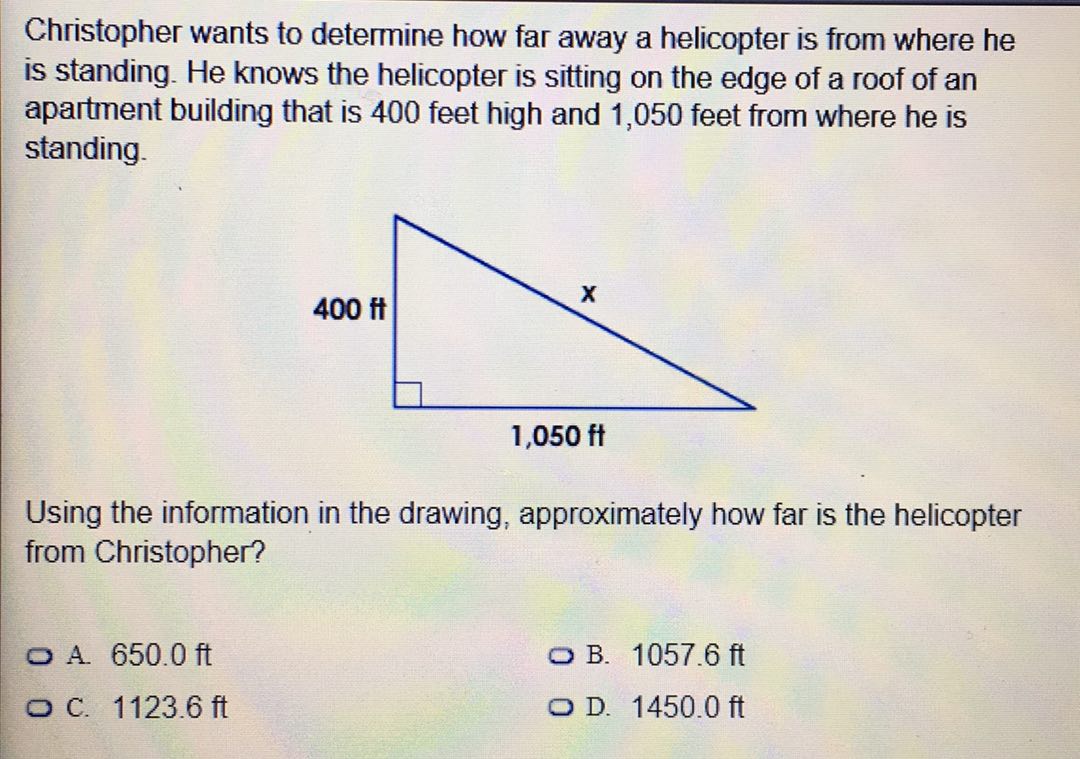 Christopher wants to determine how far away a helicopter is from where he
is standing. He knows the helicopter is sitting on the edge of a roof of an
apartment building that is 400 feet high and 1,050 feet from where he is
standing.
400 ft
x
1,050 ft
Using the information in the drawing, approximately how far is the helicopter
from Christopher?
A. 650.0 ft
B. 1057.6 ft
C. 1123.6 ft
D. 1450.0 ft